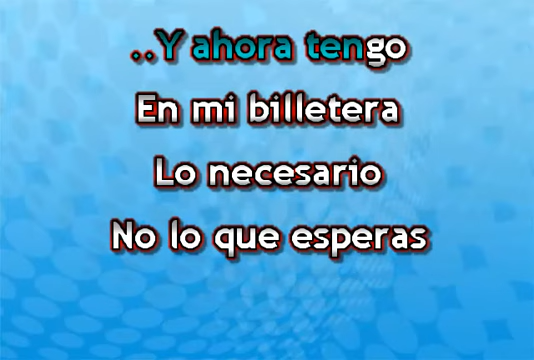 ..Y ahora tengo
En mi billetera
Lo necesario
No lo que esperas